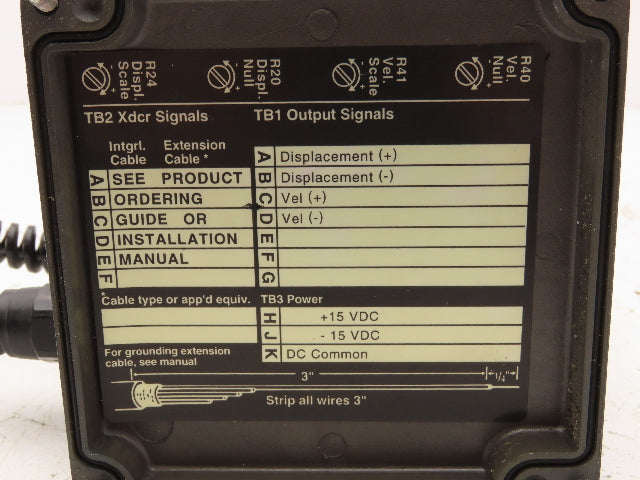 R24 Displ. Scale
R20 Displ. Null
R41 Vel. Scale
R40 Vel. Null
TB2 Xdcr Signals
Intgrl. Cable
Extension Cable *
A SEE PRODUCT
B ORDERING
C GUIDE OR
D INSTALLATION
E MANUAL
F
*Cable type or app'd equiv.
For grounding extension
cable, see manual
TB1 Output Signals
A Displacement (+)
B Displacement (-)
C Vel (+)
D Vel (-)
E
F
G
TB3 Power
H +15 VDC
J - 15 VDC
K DC Common
3" 1/4"
Strip all wires 3"